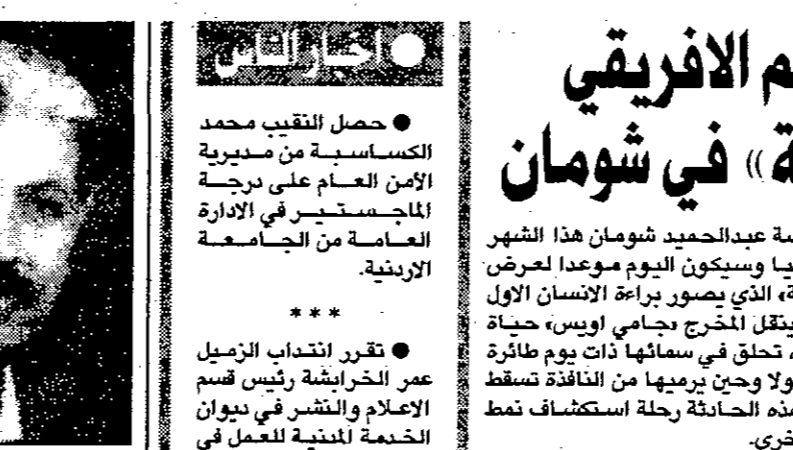 م الافريقي
ة» في شومان
سة عبدالحميد شومان هذا الشهر
يا وسيكون اليوم موعدا لعرض
ة» الذي يصور براءة الانسان الاول
ينقل المخرج «جامي اويس» حياة
، تحلق في سمائها ذات يوم طائرة
ولا وحين يرميها من النافذة تسقط
هذه الحادثة رحلة استكشاف نمط
خرى.
● اخبار الناس
● حصل النقيب محمد
الكساسبة من مديرية
الأمن العام على درجة
الماجستير في الادارة
العامة من الجامعة
الاردنية.
***
● تقرر انتداب الزميل
عمر الخرابشة رئيس قسم
الاعلام والنشر في ديوان
الخدمة المدنية للعمل في